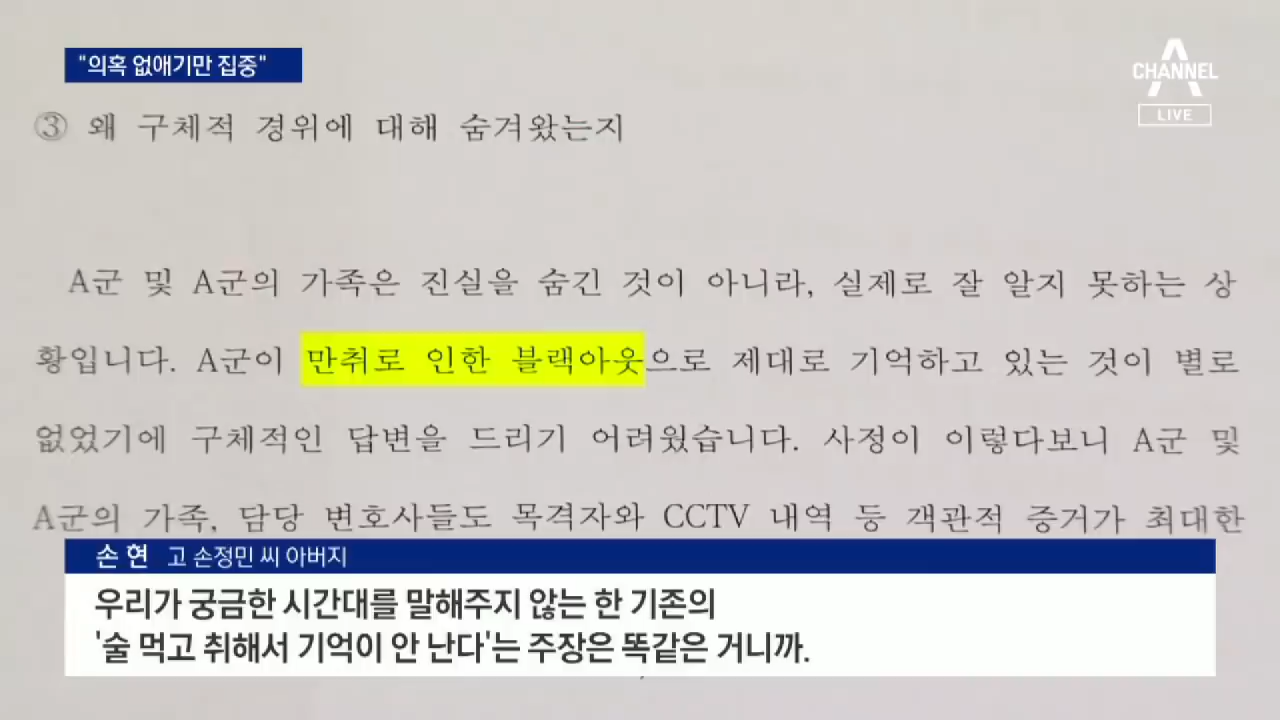 "의혹 없애기만 집중"
CHANNEL A
LIVE
③ 왜 구체적 경위에 대해 숨겨왔는지
A군 및 A군의 가족은 진실을 숨긴 것이 아니라, 실제로 잘 알지 못하는 상
황입니다. A군이 만취로 인한 블랙아웃으로 제대로 기억하고 있는 것이 별로
없었기에 구체적인 답변을 드리기 어려웠습니다. 사정이 이렇다보니 A군 및
A군의 가족, 담당 변호사들도 목격자와 CCTV 내역 등 객관적 증거가 최대한
손 현 고 손정민 씨 아버지
우리가 궁금한 시간대를 말해주지 않는 한 기존의
'술 먹고 취해서 기억이 안 난다'는 주장은 똑같은 거니까.